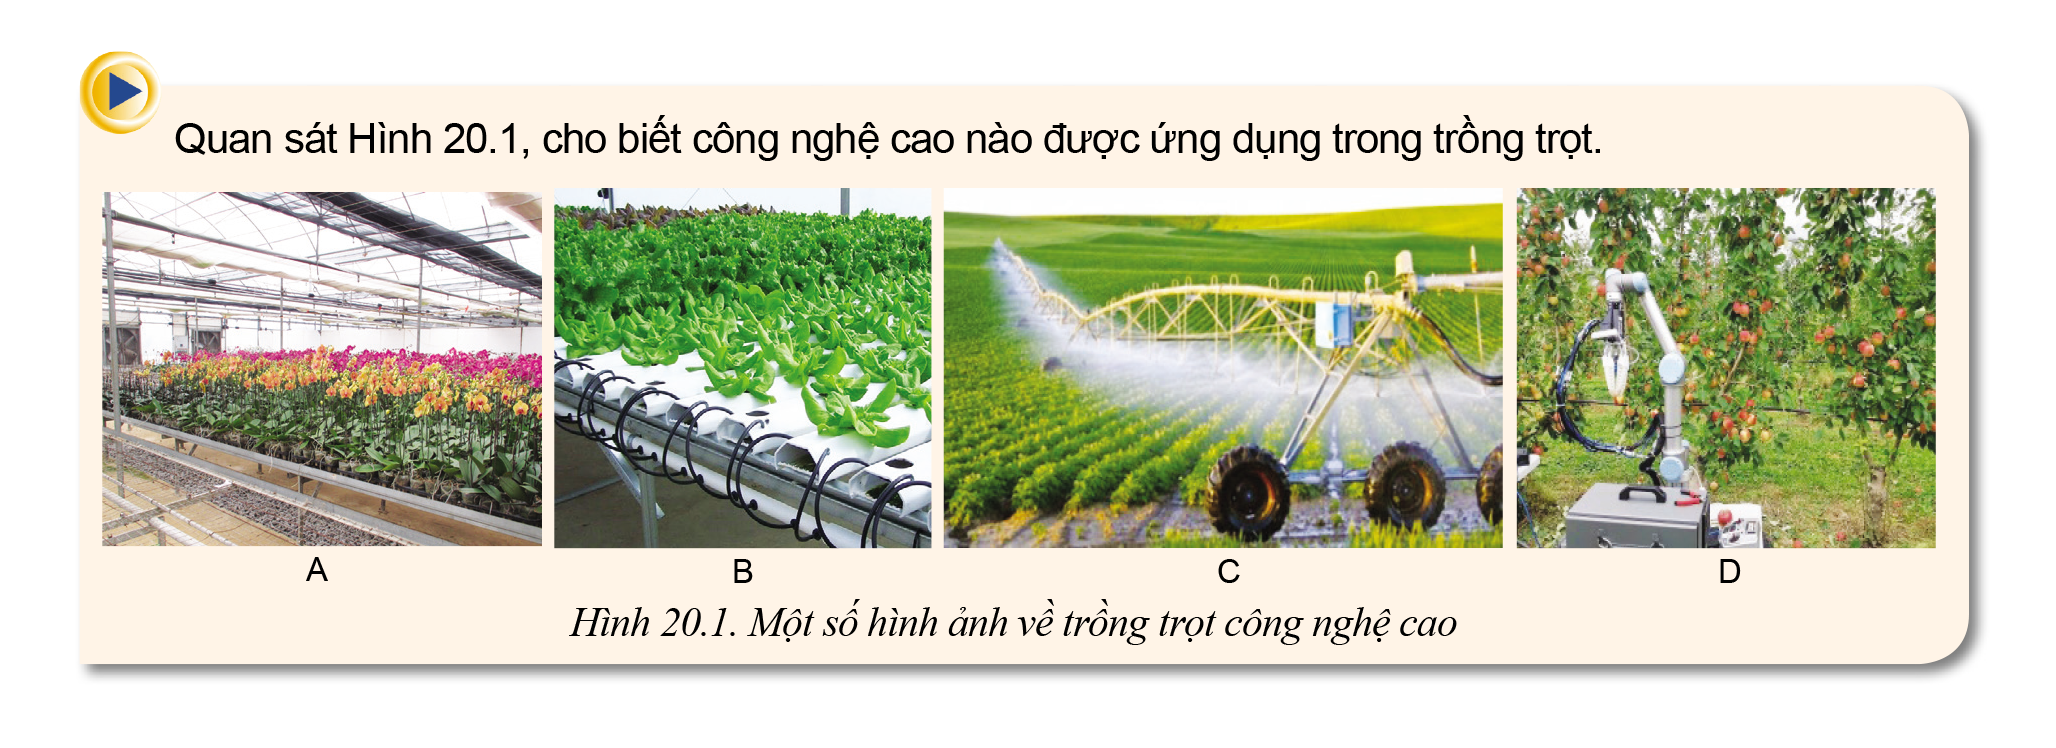 Quan sát Hình 20.1, cho biết công nghệ cao nào được ứng dụng trong trồng trọt.
A
B
C
D
Hình 20.1. Một số hình ảnh về trồng trọt công nghệ cao